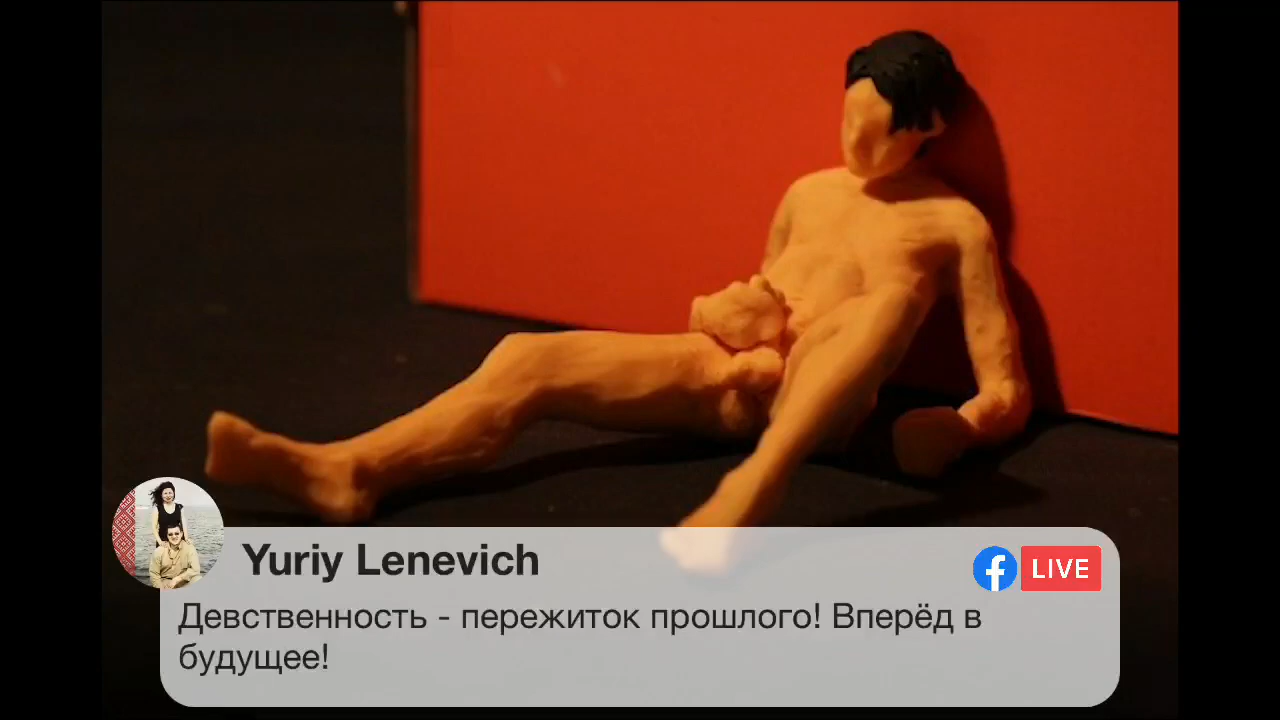 Yuriy Lenevich
LIVE
Девственность - пережиток прошлого! Вперёд в
будущее!